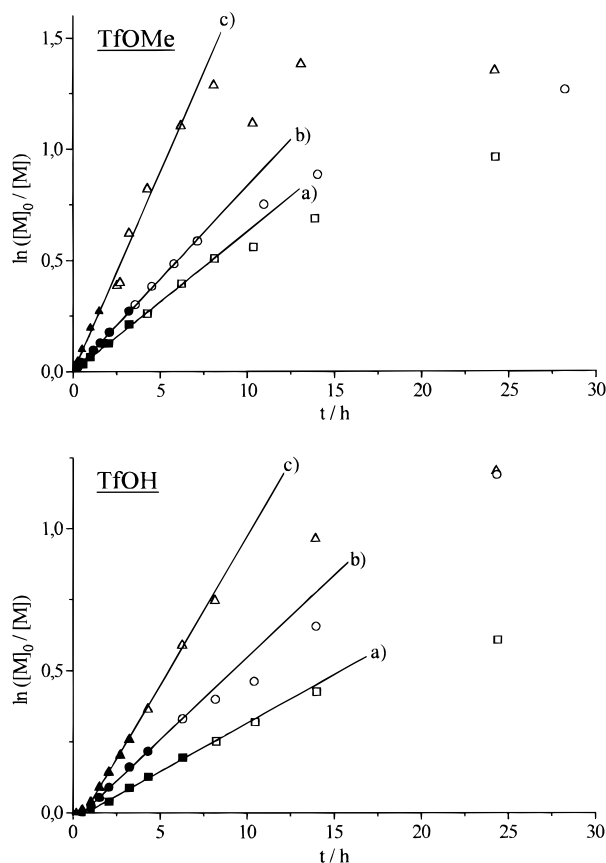 TfOMe
c)
b)
a)
ln ([M]₀ / [M])
1,5
1,0
0,5
0,0
0 5 10 15 20 25 30
t / h
TfOH
c)
b)
a)
ln ([M]₀ / [M])
1,0
0,5
0,0
0 5 10 15 20 25 30
t / h